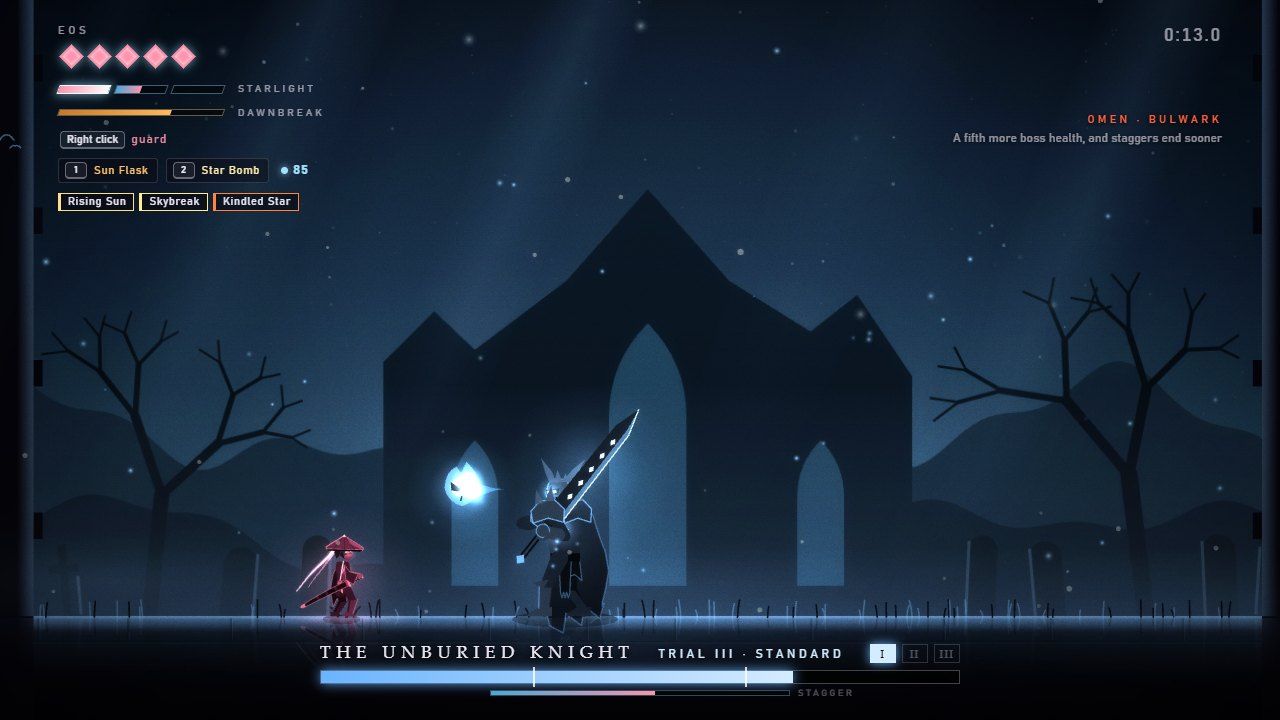 EOS
0:13.0
STARLIGHT
DAWNBREAK
OMEN · BULWARK
A fifth more boss health, and staggers end sooner
Right click guard
1 Sun Flask 2 Star Bomb 85
Rising Sun Skybreak Kindled Star
THE UNBURIED KNIGHT TRIAL III · STANDARD I II III
STAGGER